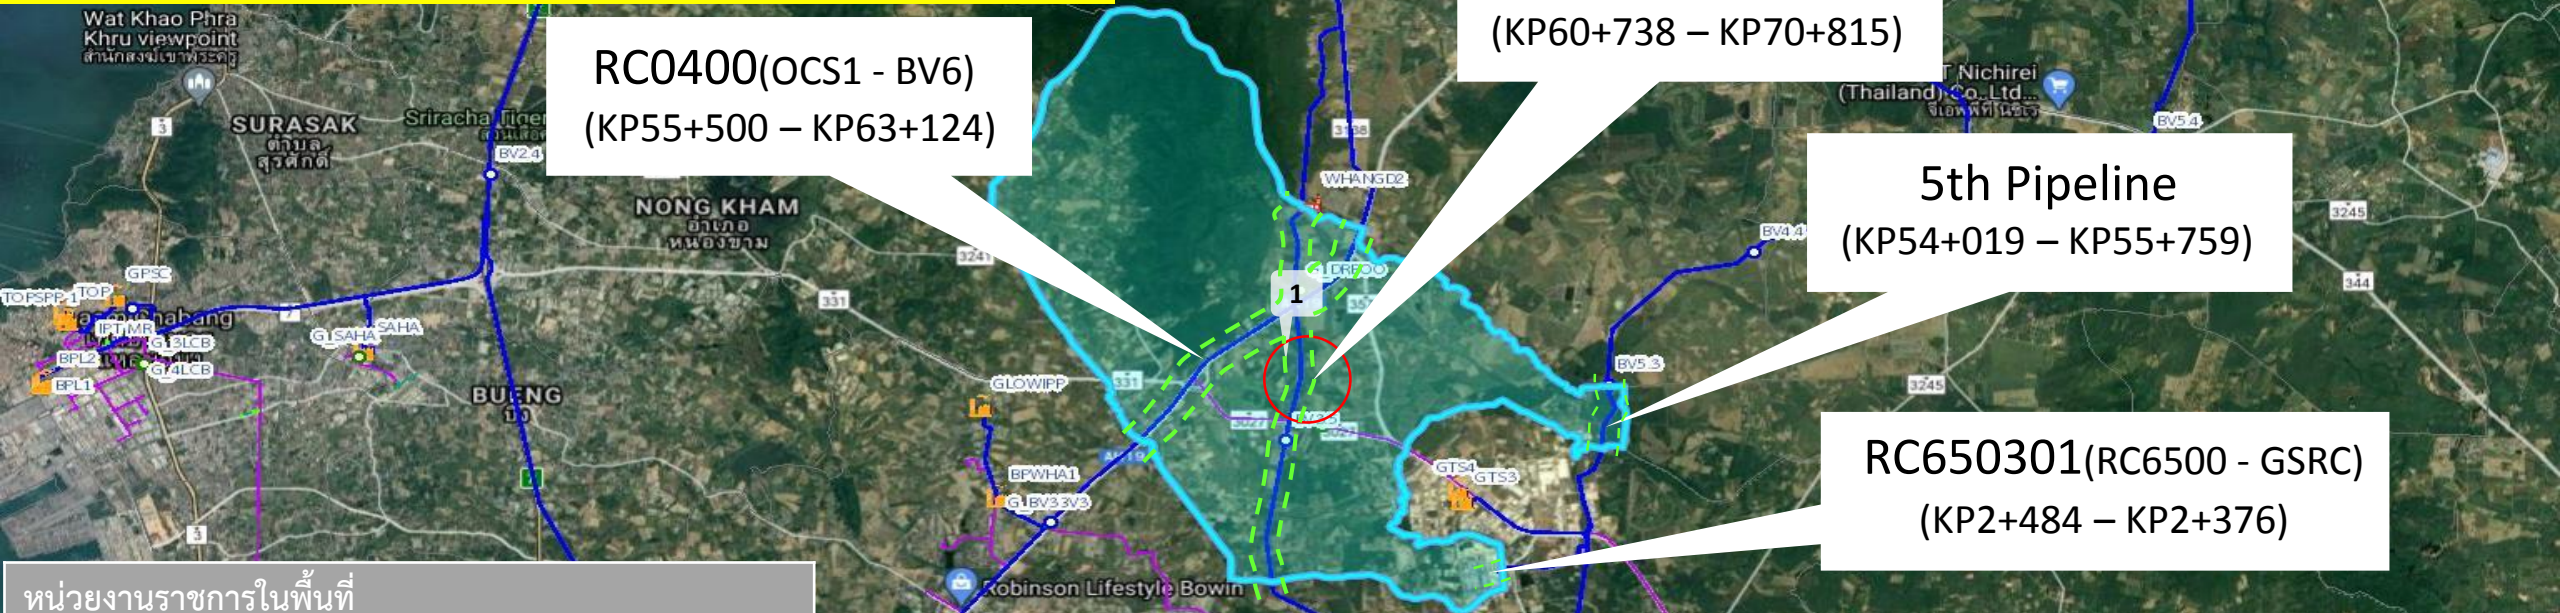 Wat Khao Phra
Khru viewpoint
3
SURASAK
ตำบล
สุรศักดิ์
Sriracha Tiger
BV2.4
RC0400(OCS1 - BV6)
(KP55+500 – KP63+124)
NONG KHAM
อำเภอ
หนองขาม
3241
331
(KP60+738 – KP70+815)
3138
WHANGD2
1
331
T Nichirei
(Thailand) Co.,Ltd...
BV5.4
5th Pipeline
(KP54+019 – KP55+759)
BV4.4
3245
344
BV5.3
3245
GPSC
TOPSPP-1
TOP
IPT MR
G_3LCB
BPL2
G_4LCB
BPL1
7
G_SAHA
SAHA
BUENG
บึง
GLOWIPP
BPWHA1
G_BV33V3
3027
GTS4
GTS3
RC650301(RC6500 - GSRC)
(KP2+484 – KP2+376)
3
Robinson Lifestyle Bowin
หน่วยงานราชการในพื้นที่